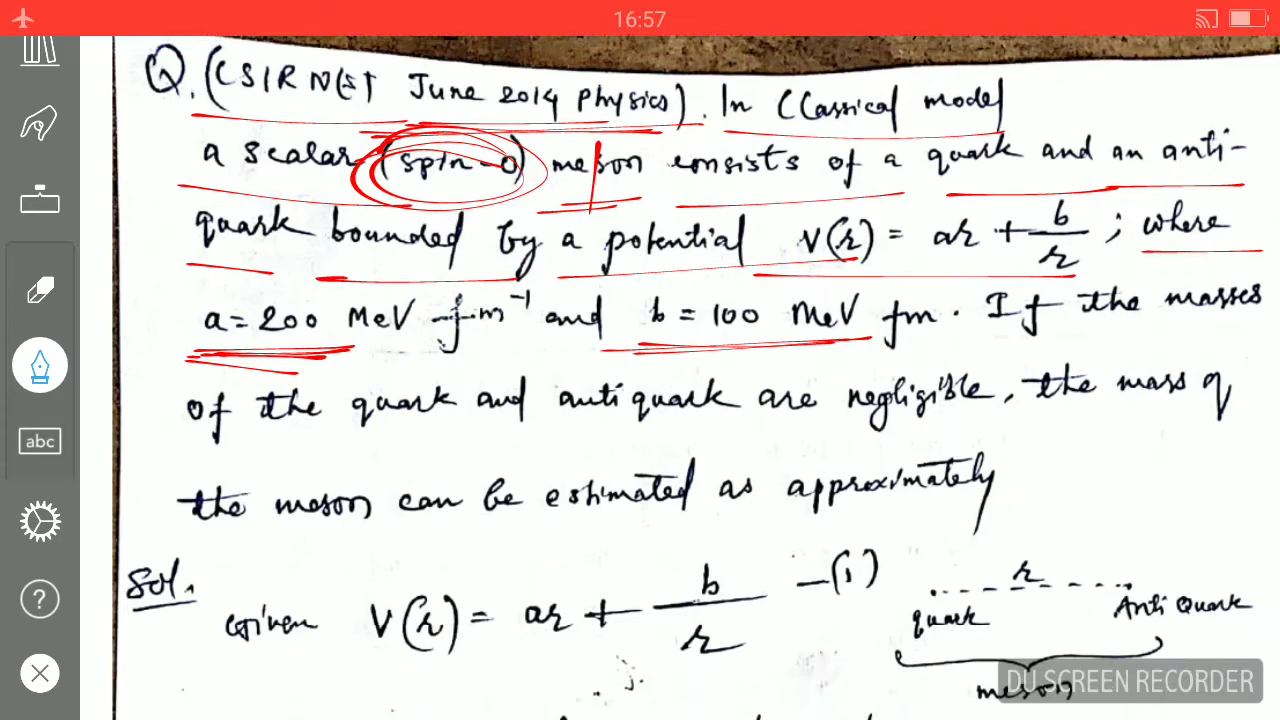 16:57
Q. (CSIR NET June 2014 Physics). In Classical model
a scalar (spin-0) meson consists of a quark and an anti-
quark bounded by a potential V(r) = ar + b/r ; where
a = 200 MeV fm⁻¹ and b = 100 MeV fm. If the masses
of the quark and antiquark are negligible, the mass of
the meson can be estimated as approximately
Sol.
Given V(r) = ar + b/r —(1)
r
quark Anti Quark
meson
abc
?
DU SCREEN RECORDER